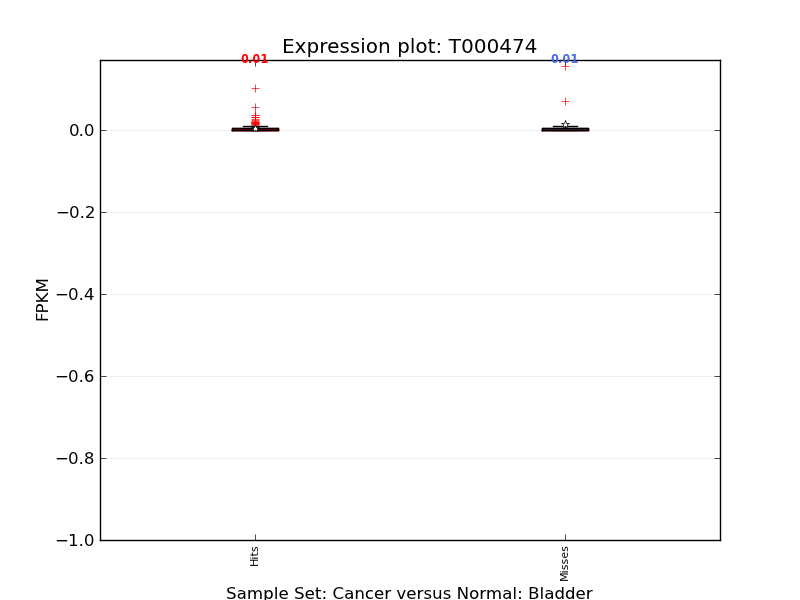 Expression plot: T000474
0.01
0.01
0.0
−0.2
−0.4
−0.6
−0.8
−1.0
FPKM
Hits
Misses
Sample Set: Cancer versus Normal: Bladder